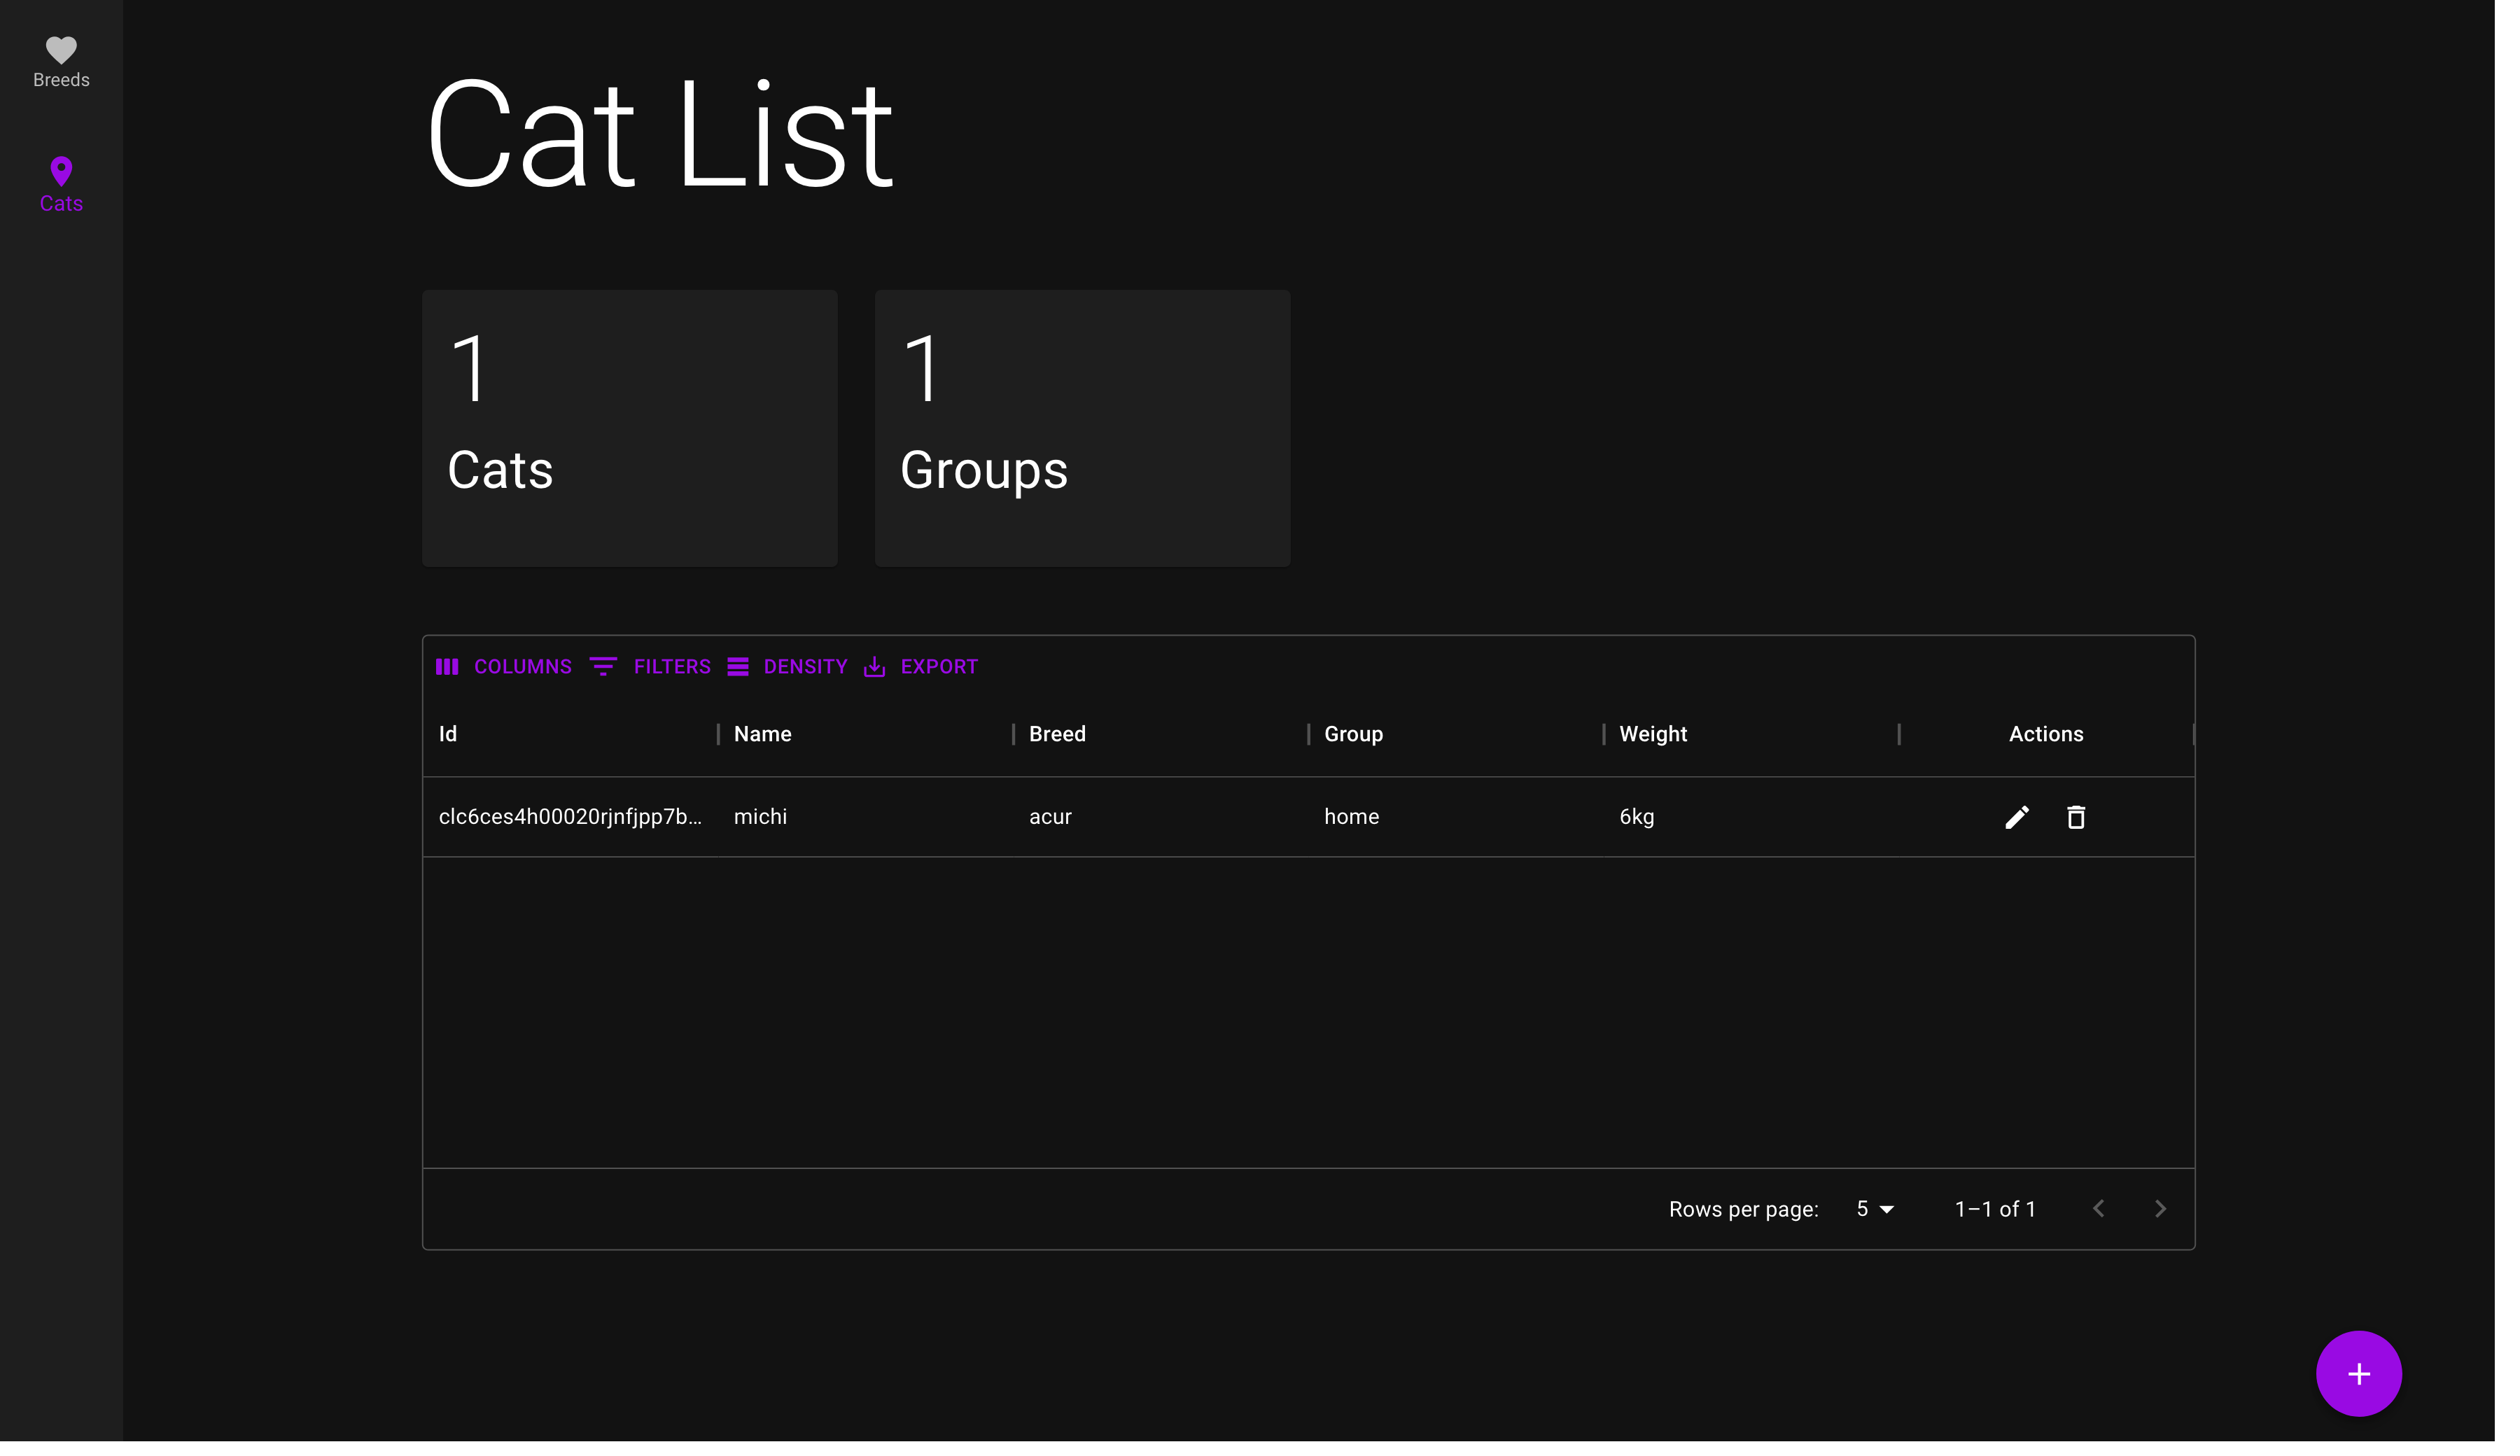 Breeds
Cats
Cat List
1
Cats
1
Groups
COLUMNS FILTERS DENSITY EXPORT
Id Name Breed Group Weight Actions
clc6ces4h00020rjnfjpp7b... michi acur home 6kg
Rows per page: 5 1–1 of 1